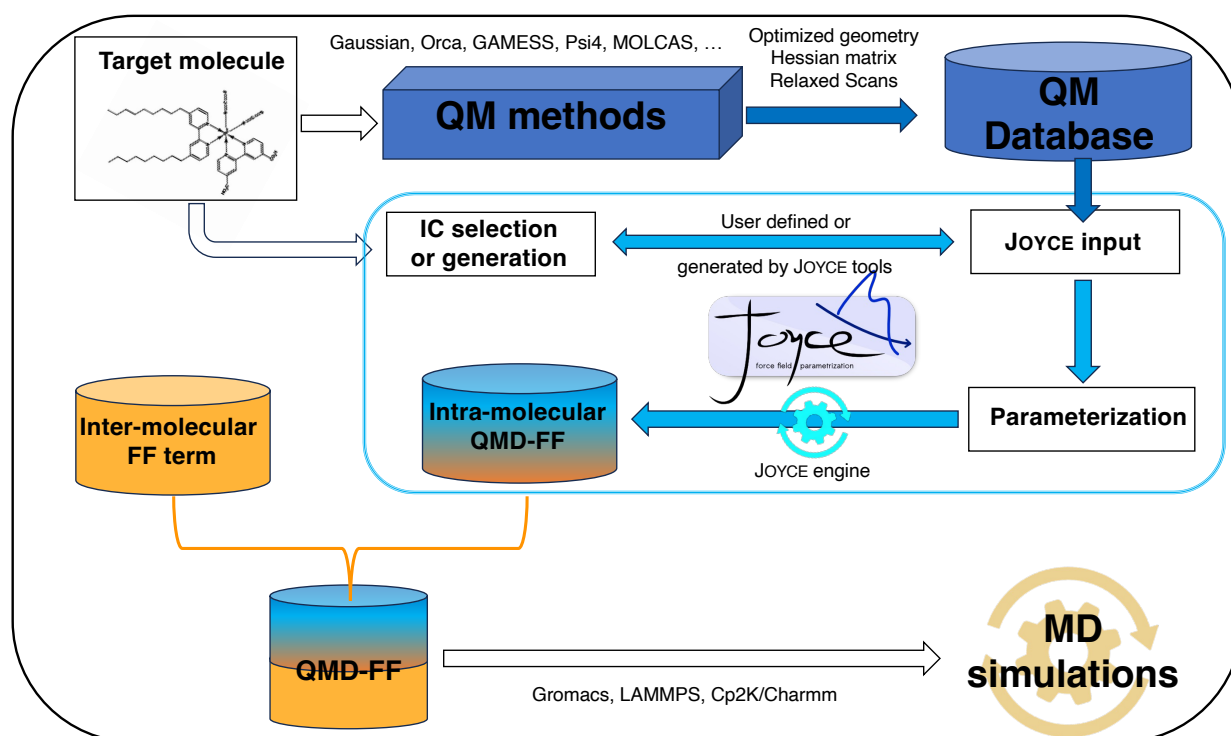 Gaussian, Orca, GAMESS, Psi4, MOLCAS, …
Optimized geometry
Hessian matrix
Relaxed Scans
Target molecule
QM methods
QM
Database
IC selection
or generation
User defined or
generated by JOYCE tools
JOYCE input
Joyce
force field parametrization
Inter-molecular
FF term
Intra-molecular
QMD-FF
Parameterization
JOYCE engine
QMD-FF
Gromacs, LAMMPS, Cp2K/Charmm
MD
simulations